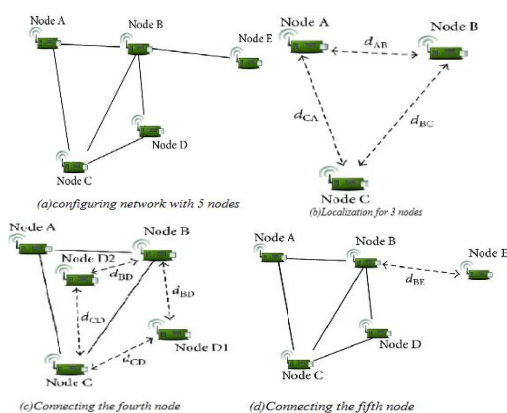 Node A
Node B
Node E
Node D
Node C
(a)configuring network with 5 nodes
Node A
Node B
dAB
dCA
dBC
Node C
(b)Localization for 3 nodes
Node A
Node B
Node D2
dBD
dBD
dCD
dCD
Node D1
Node C
(c)Connecting the fourth node
Node A
Node B
Node E
dBE
Node D
Node C
(d)Connecting the fifth node